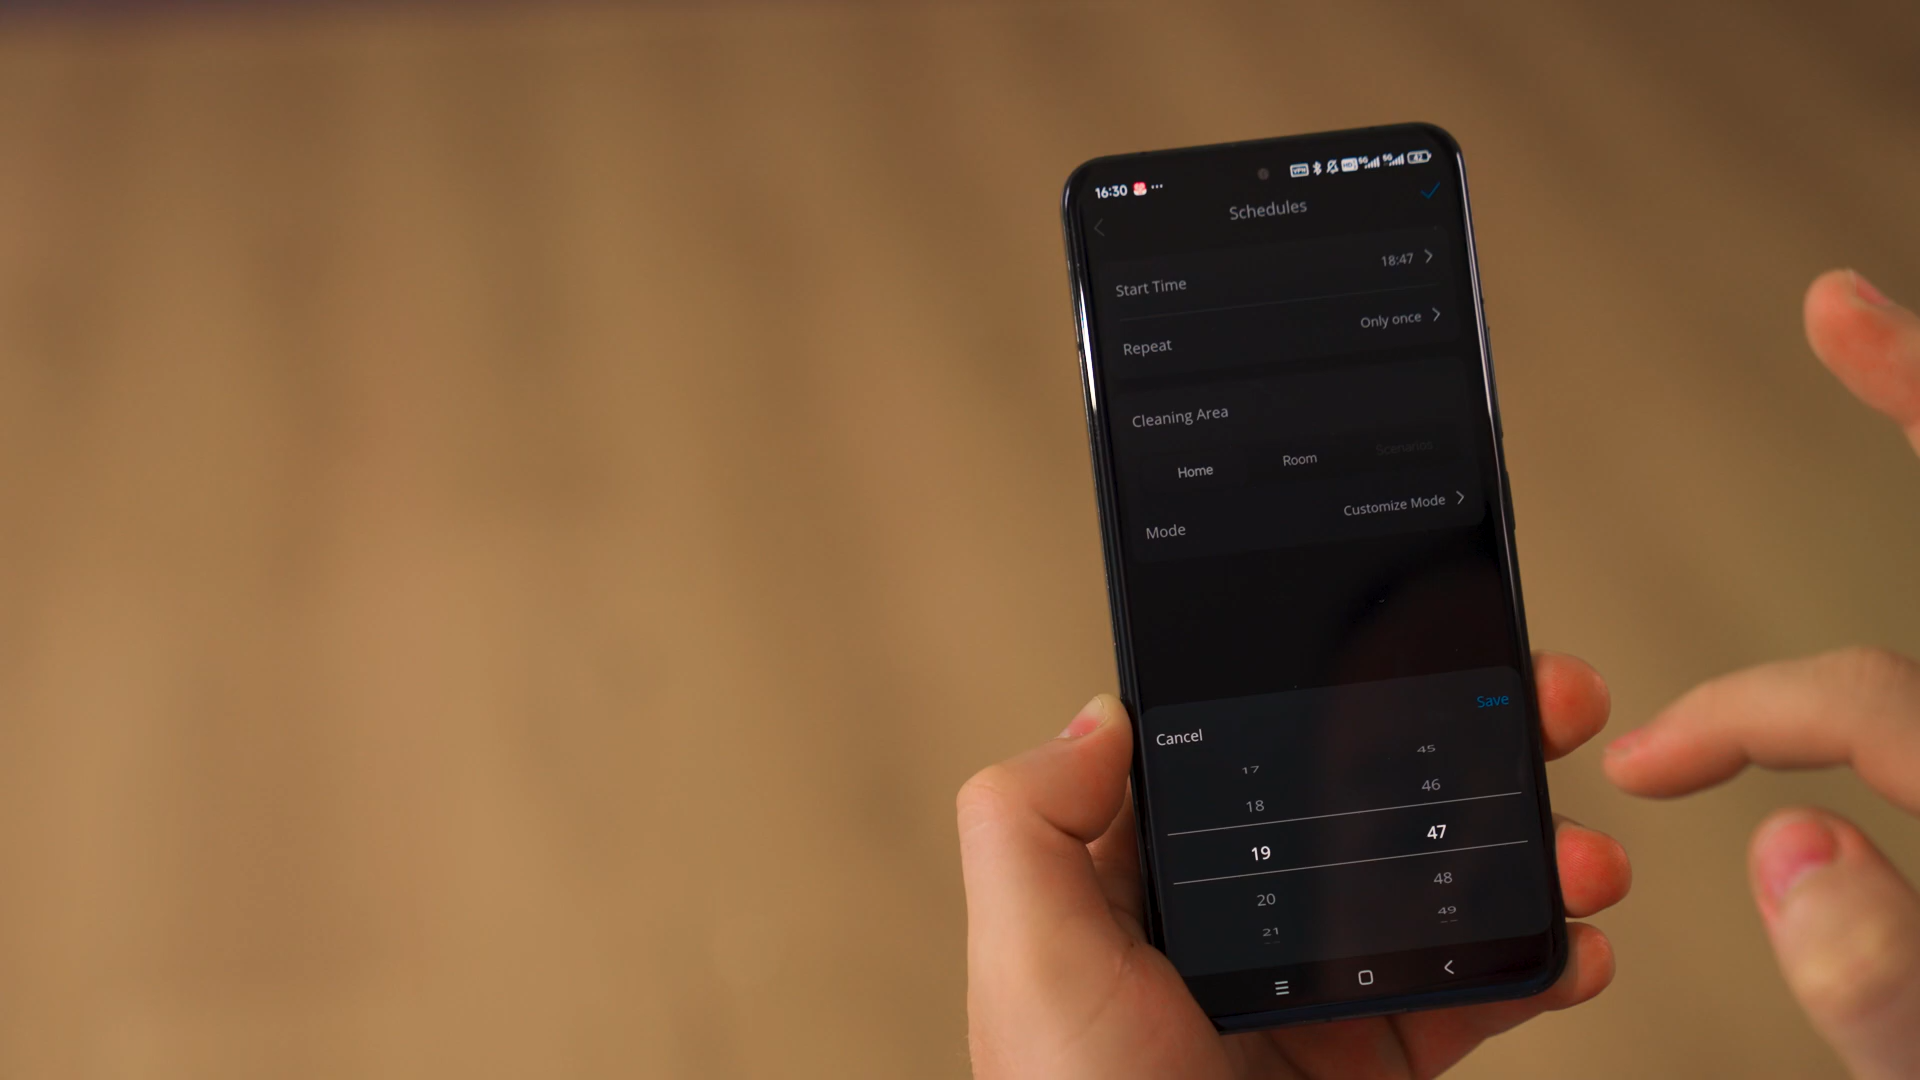 16:30 ...
Schedules
Start Time 18:47
Repeat Only once
Cleaning Area
Home Room Scenarios
Mode Customize Mode
Cancel Save
17 45
18 46
19 47
20 48
21 49